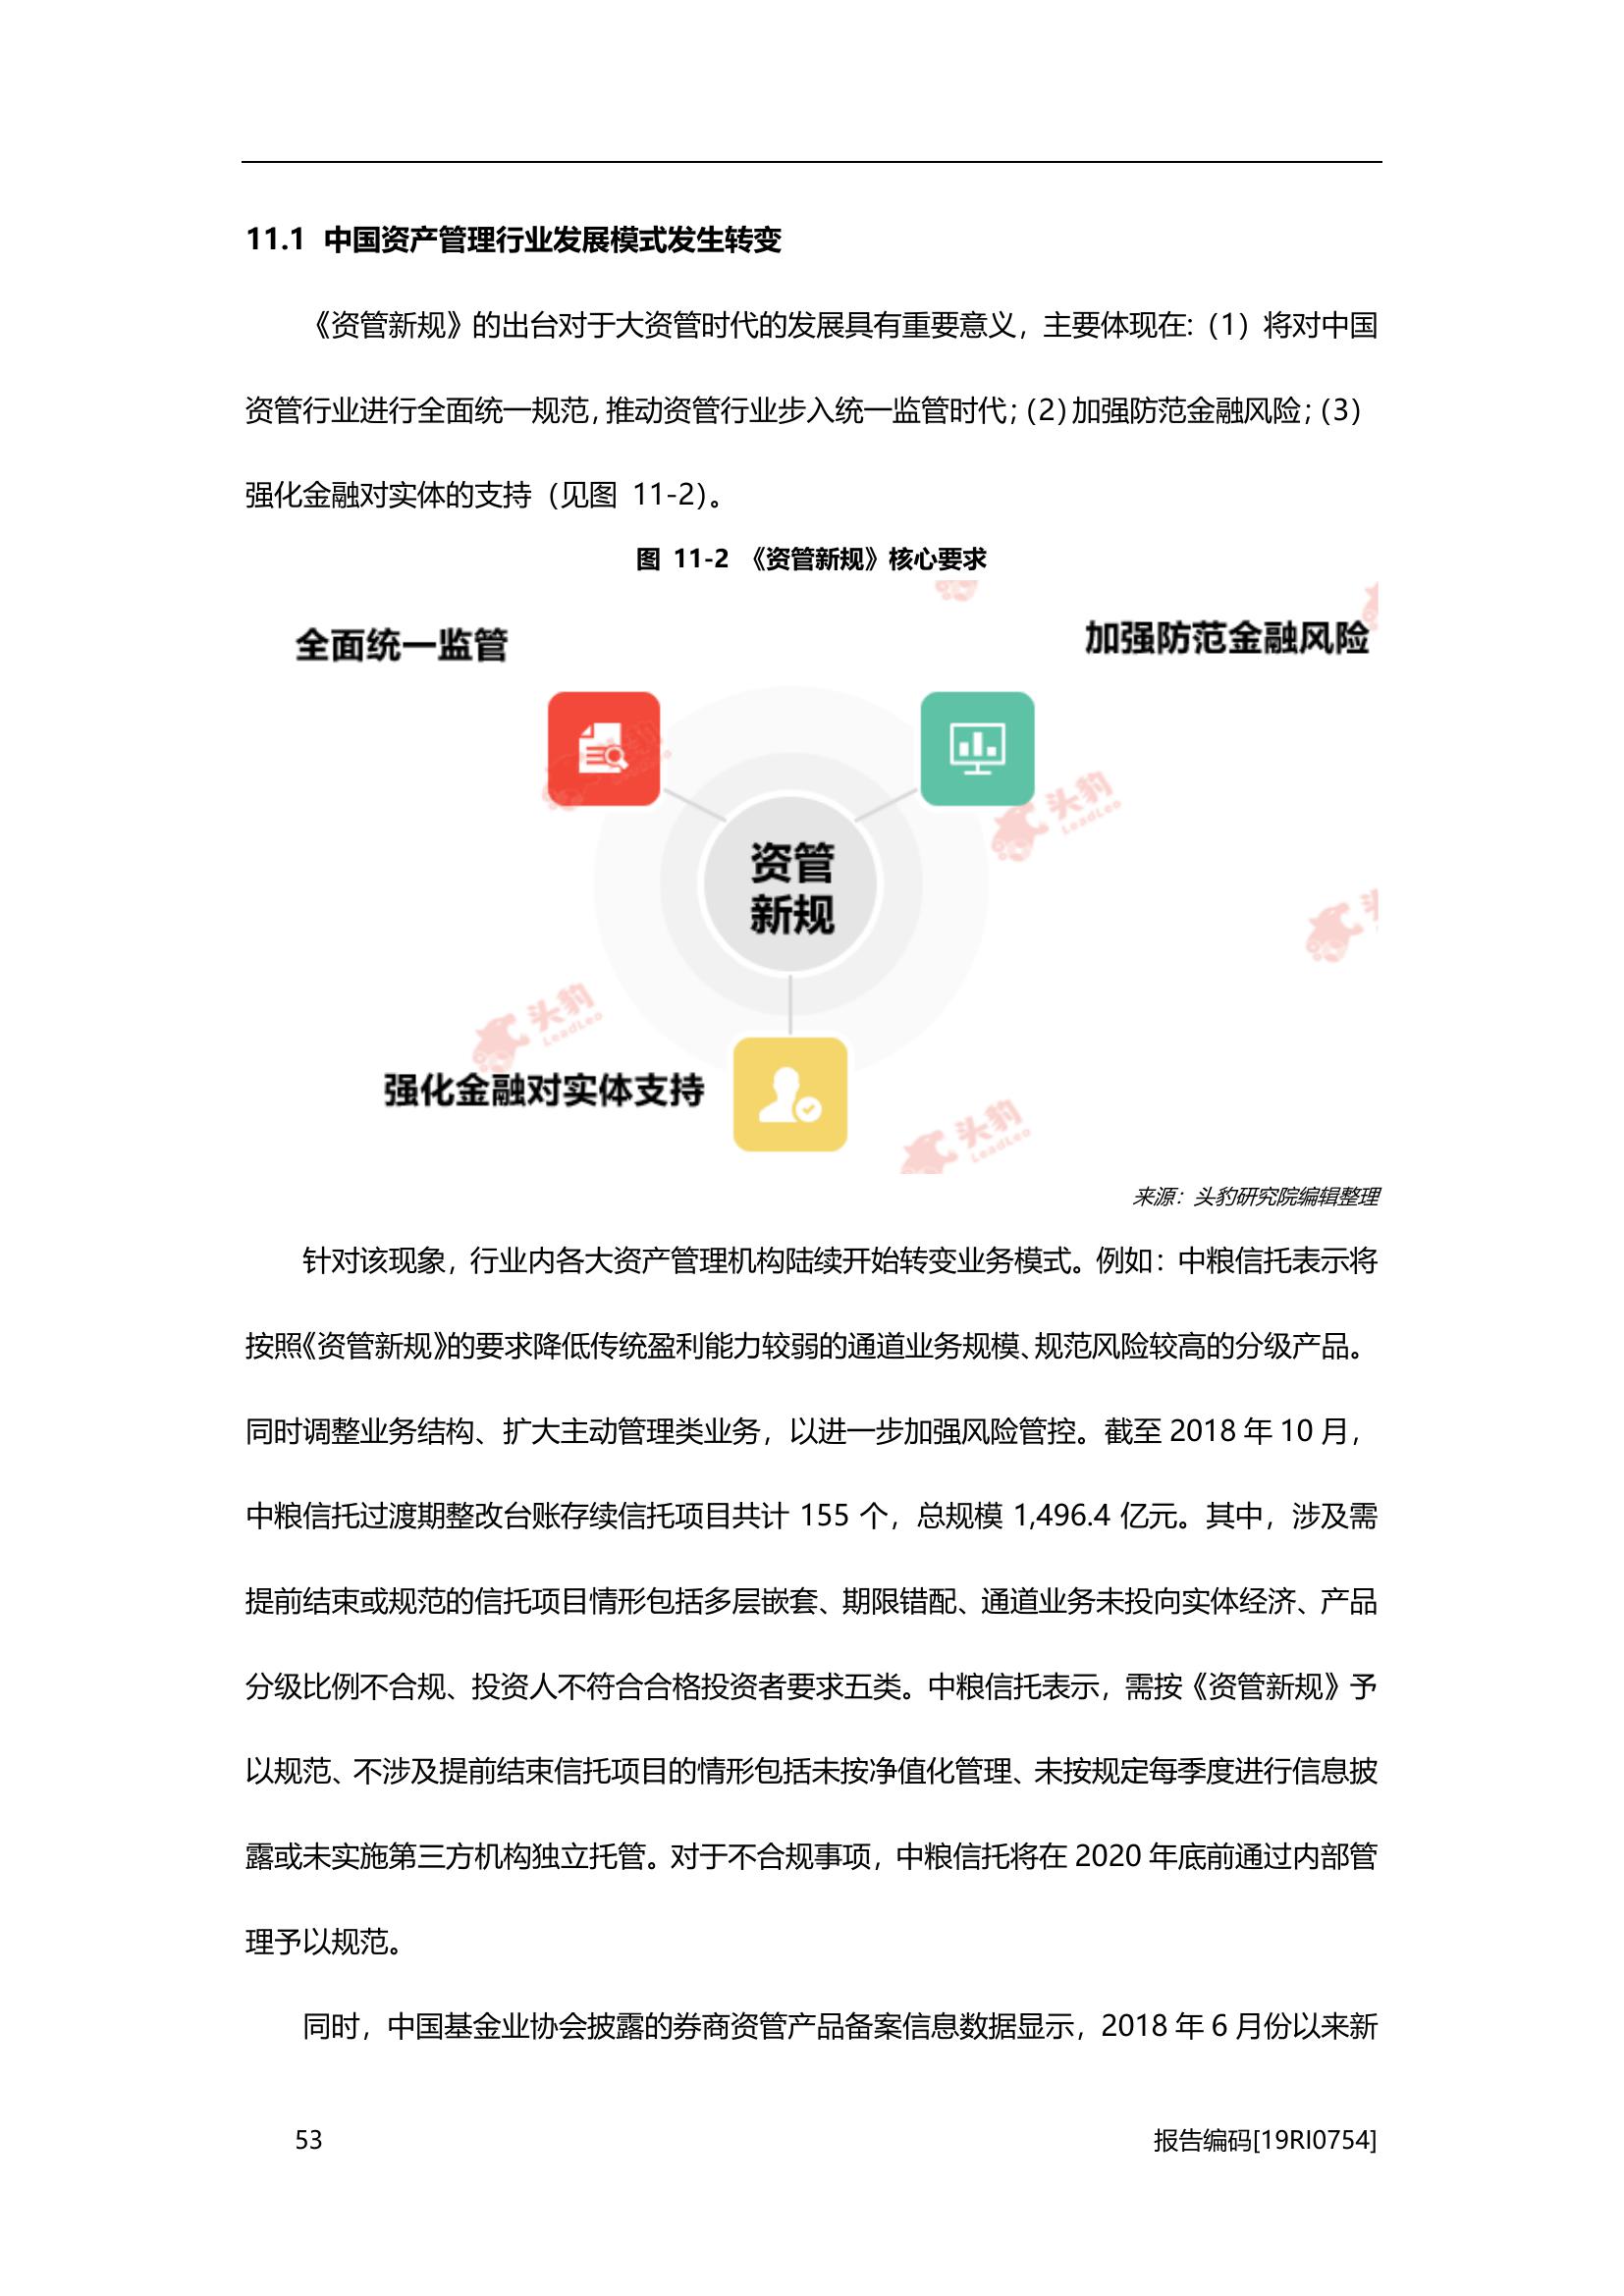 11.1 中国资产管理行业发展模式发生转变
《资管新规》的出台对于大资管时代的发展具有重要意义，主要体现在：（1）将对中国
资管行业进行全面统一规范，推动资管行业步入统一监管时代；（2）加强防范金融风险；（3）
强化金融对实体的支持（见图 11-2）。
图 11-2 《资管新规》核心要求
全面统一监管
加强防范金融风险
头豹
头豹
LeadLeo
资管
新规
头豹
LeadLeo
强化金融对实体支持
头豹
LeadLeo
来源：头豹研究院编辑整理
针对该现象，行业内各大资产管理机构陆续开始转变业务模式。例如：中粮信托表示将
按照《资管新规》的要求降低传统盈利能力较弱的通道业务规模、规范风险较高的分级产品。
同时调整业务结构、扩大主动管理类业务，以进一步加强风险管控。截至 2018 年 10 月，
中粮信托过渡期整改台账存续信托项目共计 155 个，总规模 1,496.4 亿元。其中，涉及需
提前结束或规范的信托项目情形包括多层嵌套、期限错配、通道业务未投向实体经济、产品
分级比例不合规、投资人不符合合格投资者要求五类。中粮信托表示，需按《资管新规》予
以规范、不涉及提前结束信托项目的情形包括未按净值化管理、未按规定每季度进行信息披
露或未实施第三方机构独立托管。对于不合规事项，中粮信托将在 2020 年底前通过内部管
理予以规范。
同时，中国基金业协会披露的券商资管产品备案信息数据显示，2018 年 6 月份以来新
53
报告编码[19RI0754]